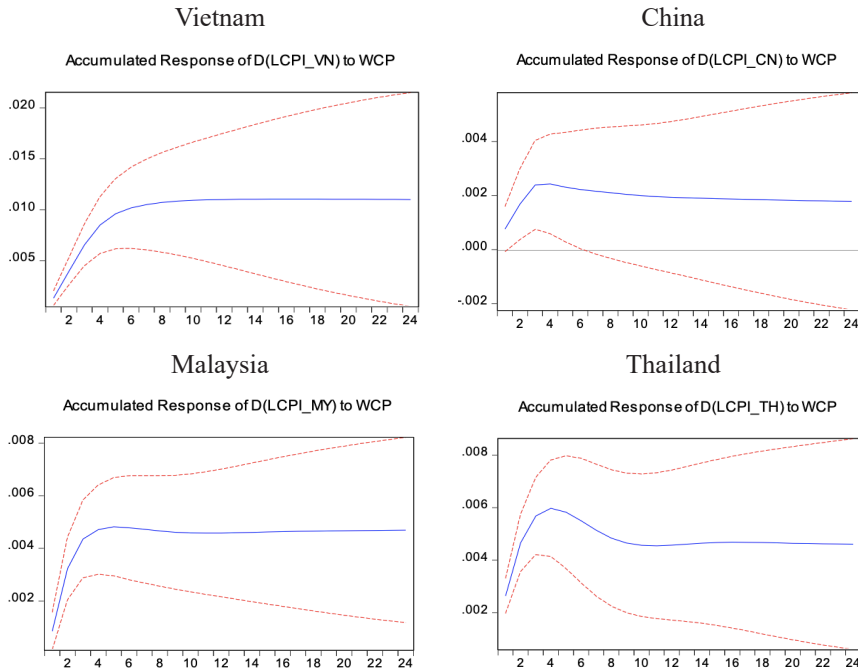 Vietnam
Accumulated Response of D(LCPI_VN) to WCP
.020
.015
.010
.005
2 4 6 8 10 12 14 16 18 20 22 24
China
Accumulated Response of D(LCPI_CN) to WCP
.004
.002
.000
-.002
2 4 6 8 10 12 14 16 18 20 22 24
Malaysia
Accumulated Response of D(LCPI_MY) to WCP
.008
.006
.004
.002
2 4 6 8 10 12 14 16 18 20 22 24
Thailand
Accumulated Response of D(LCPI_TH) to WCP
.008
.006
.004
.002
2 4 6 8 10 12 14 16 18 20 22 24